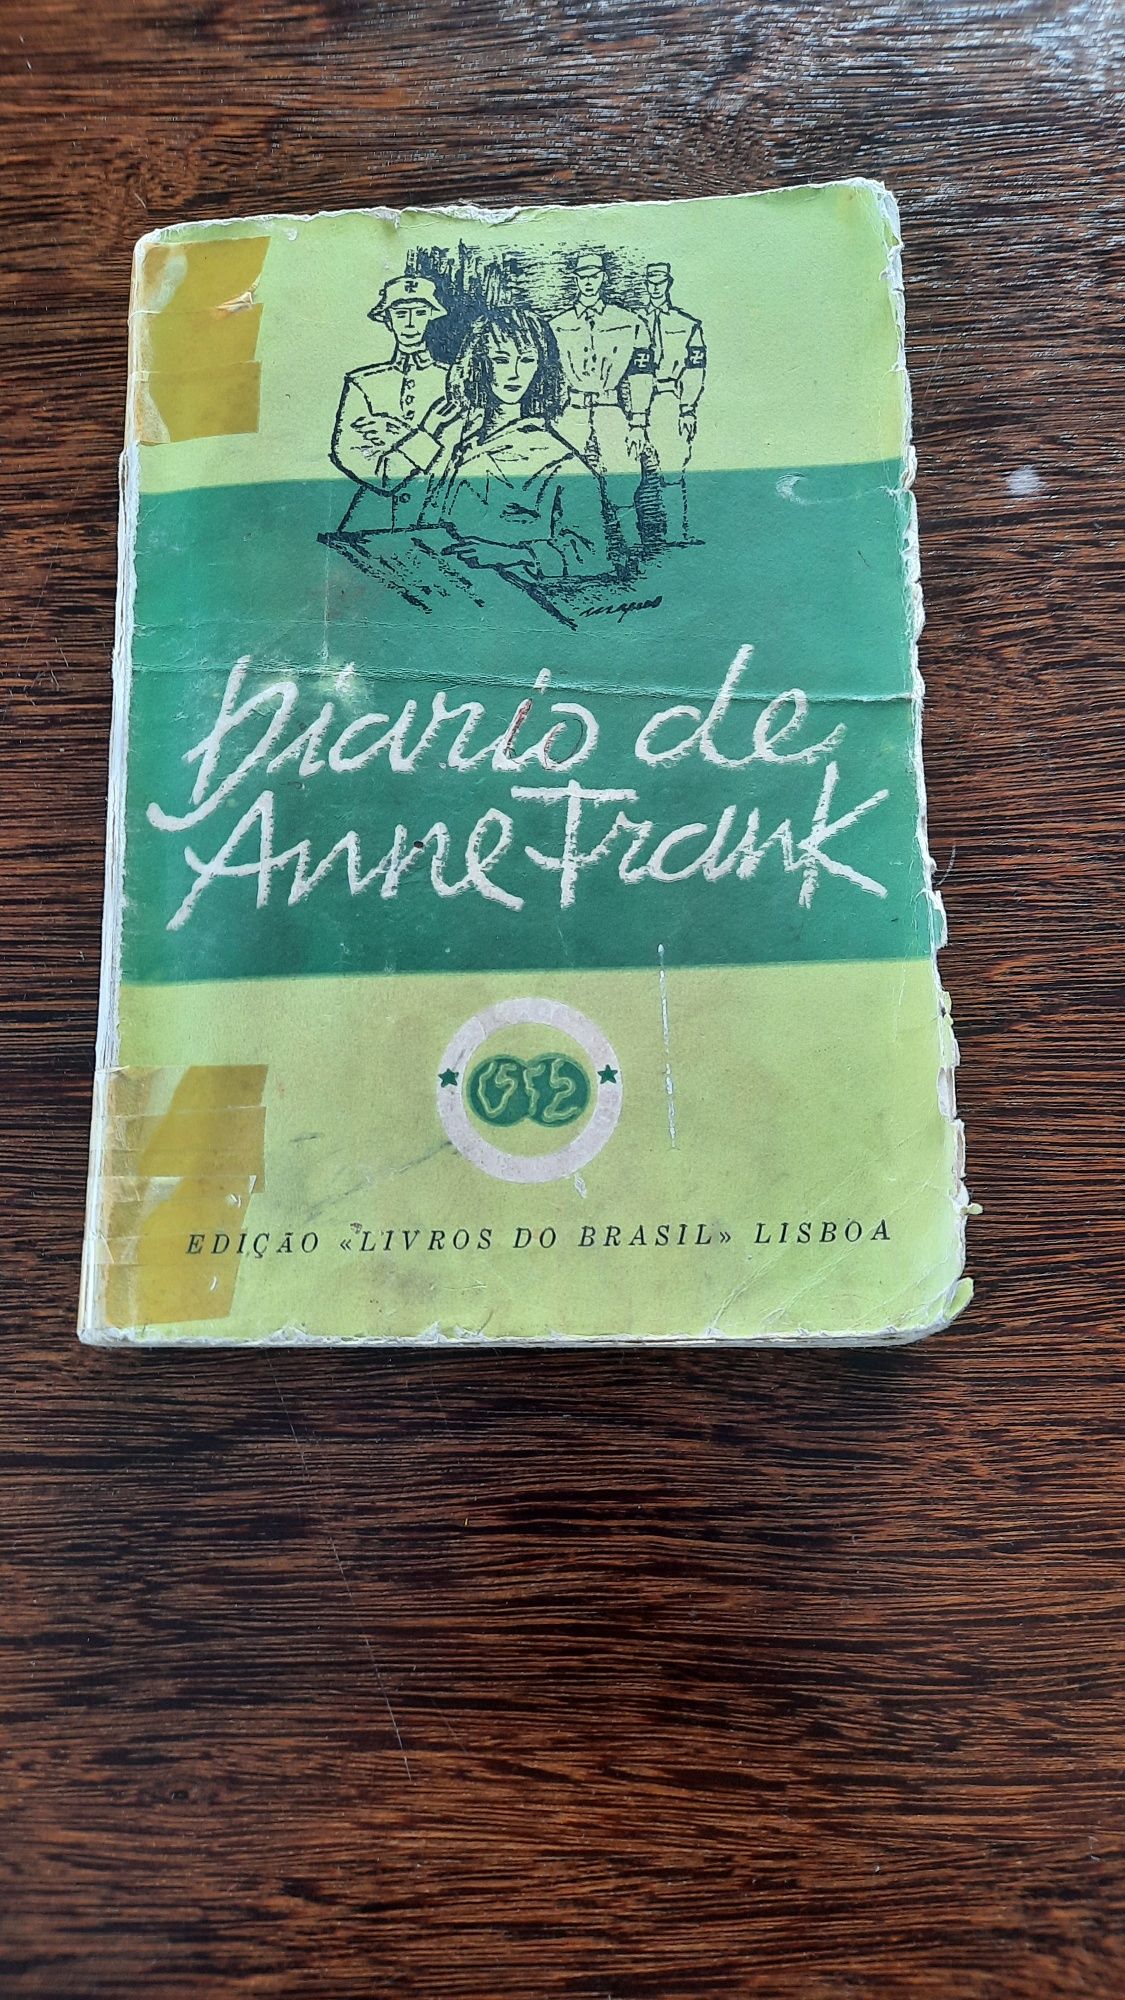 Diario de
Anne Frank
EDIÇÃO «LIVROS DO BRASIL» LISBOA